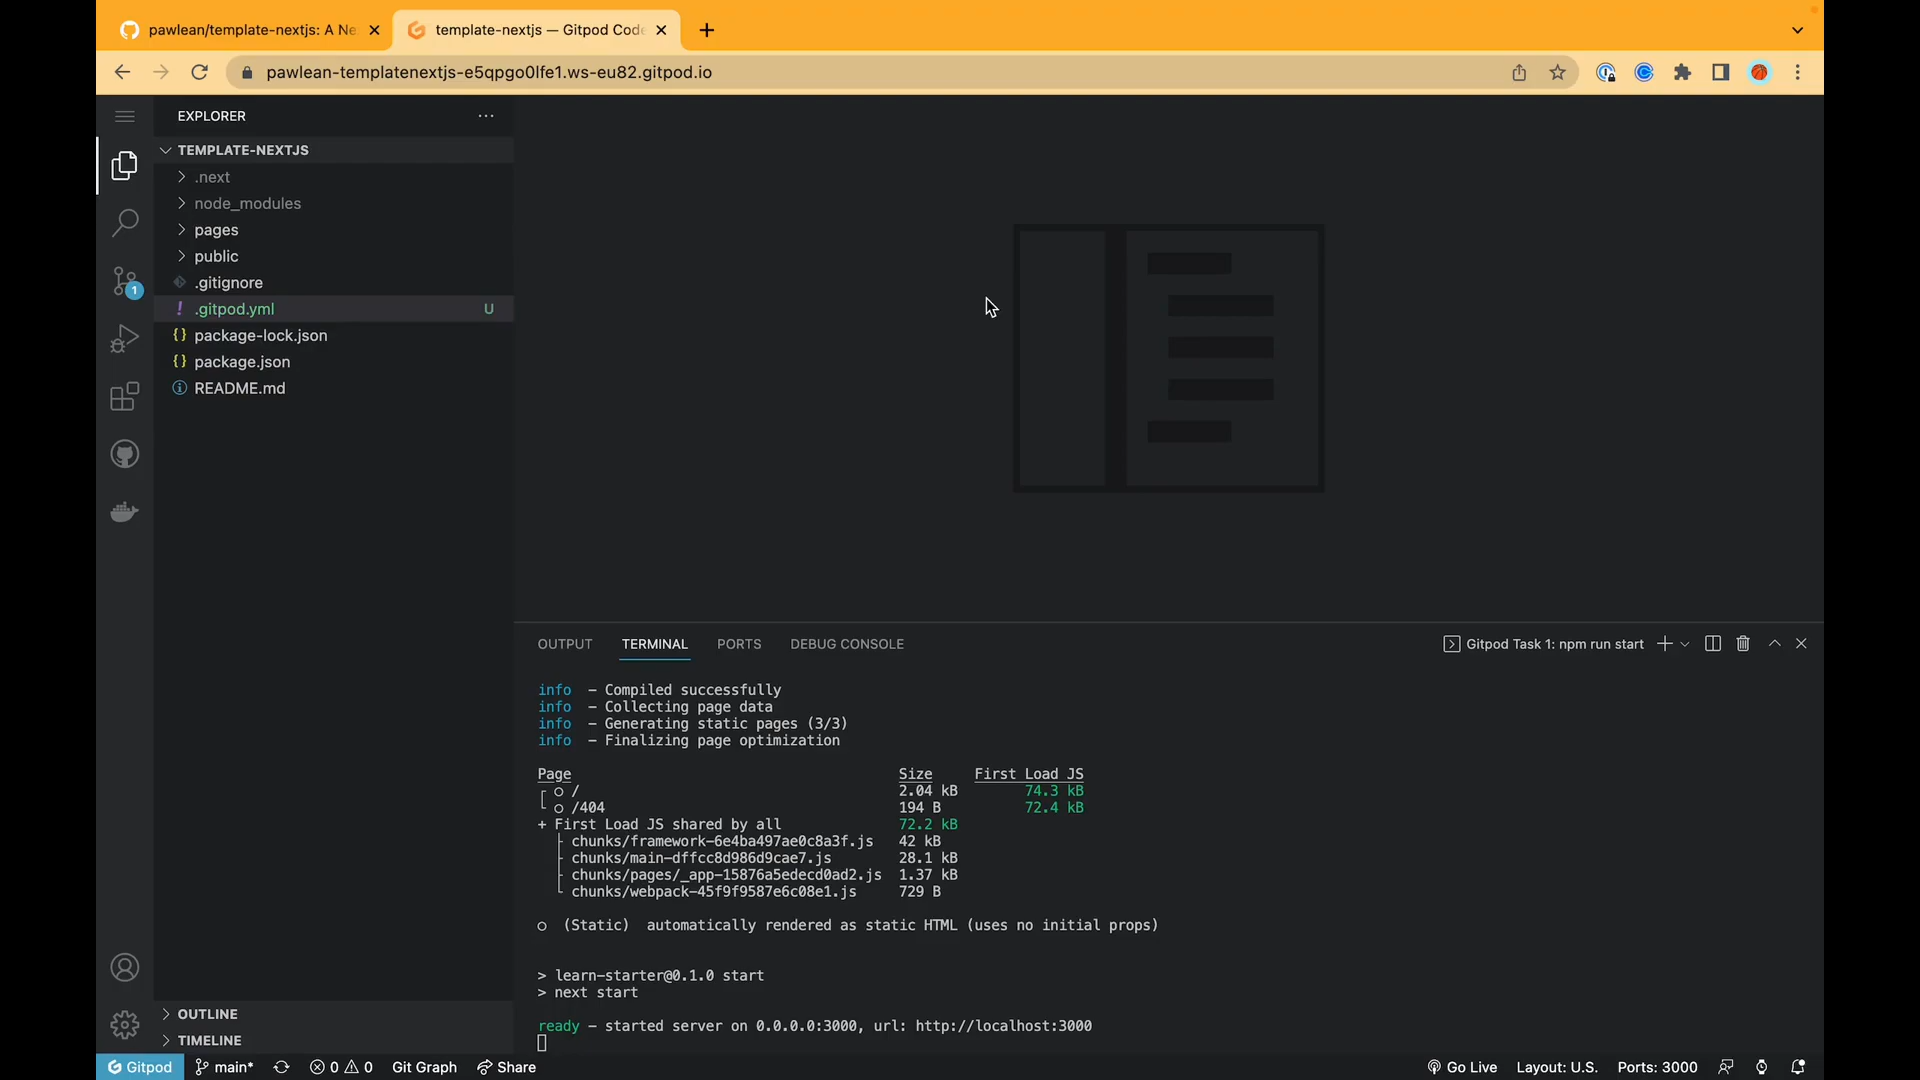 pawlean/template-nextjs: A Ne
template-nextjs — Gitpod Code
pawlean-templatenextjs-e5qpgo0lfe1.ws-eu82.gitpod.io
EXPLORER
TEMPLATE-NEXTJS
.next
node_modules
pages
public
.gitignore
! .gitpod.yml U
{} package-lock.json
{} package.json
README.md
1
OUTLINE
TIMELINE
OUTPUT TERMINAL PORTS DEBUG CONSOLE
Gitpod Task 1: npm run start
info – Compiled successfully
info – Collecting page data
info – Generating static pages (3/3)
info – Finalizing page optimization
Page Size First Load JS
┌ ○ / 2.04 kB 74.3 kB
└ ○ /404 194 B 72.4 kB
+ First Load JS shared by all 72.2 kB
├ chunks/framework-6e4ba497ae0c8a3f.js 42 kB
├ chunks/main-dffcc8d986d9cae7.js 28.1 kB
├ chunks/pages/_app-15876a5edecd0ad2.js 1.37 kB
└ chunks/webpack-45f9f9587e6c08e1.js 729 B
○ (Static) automatically rendered as static HTML (uses no initial props)
> learn-starter@0.1.0 start
> next start
ready – started server on 0.0.0.0:3000, url: http://localhost:3000
Gitpod main* 0 0 Git Graph Share Go Live Layout: U.S. Ports: 3000